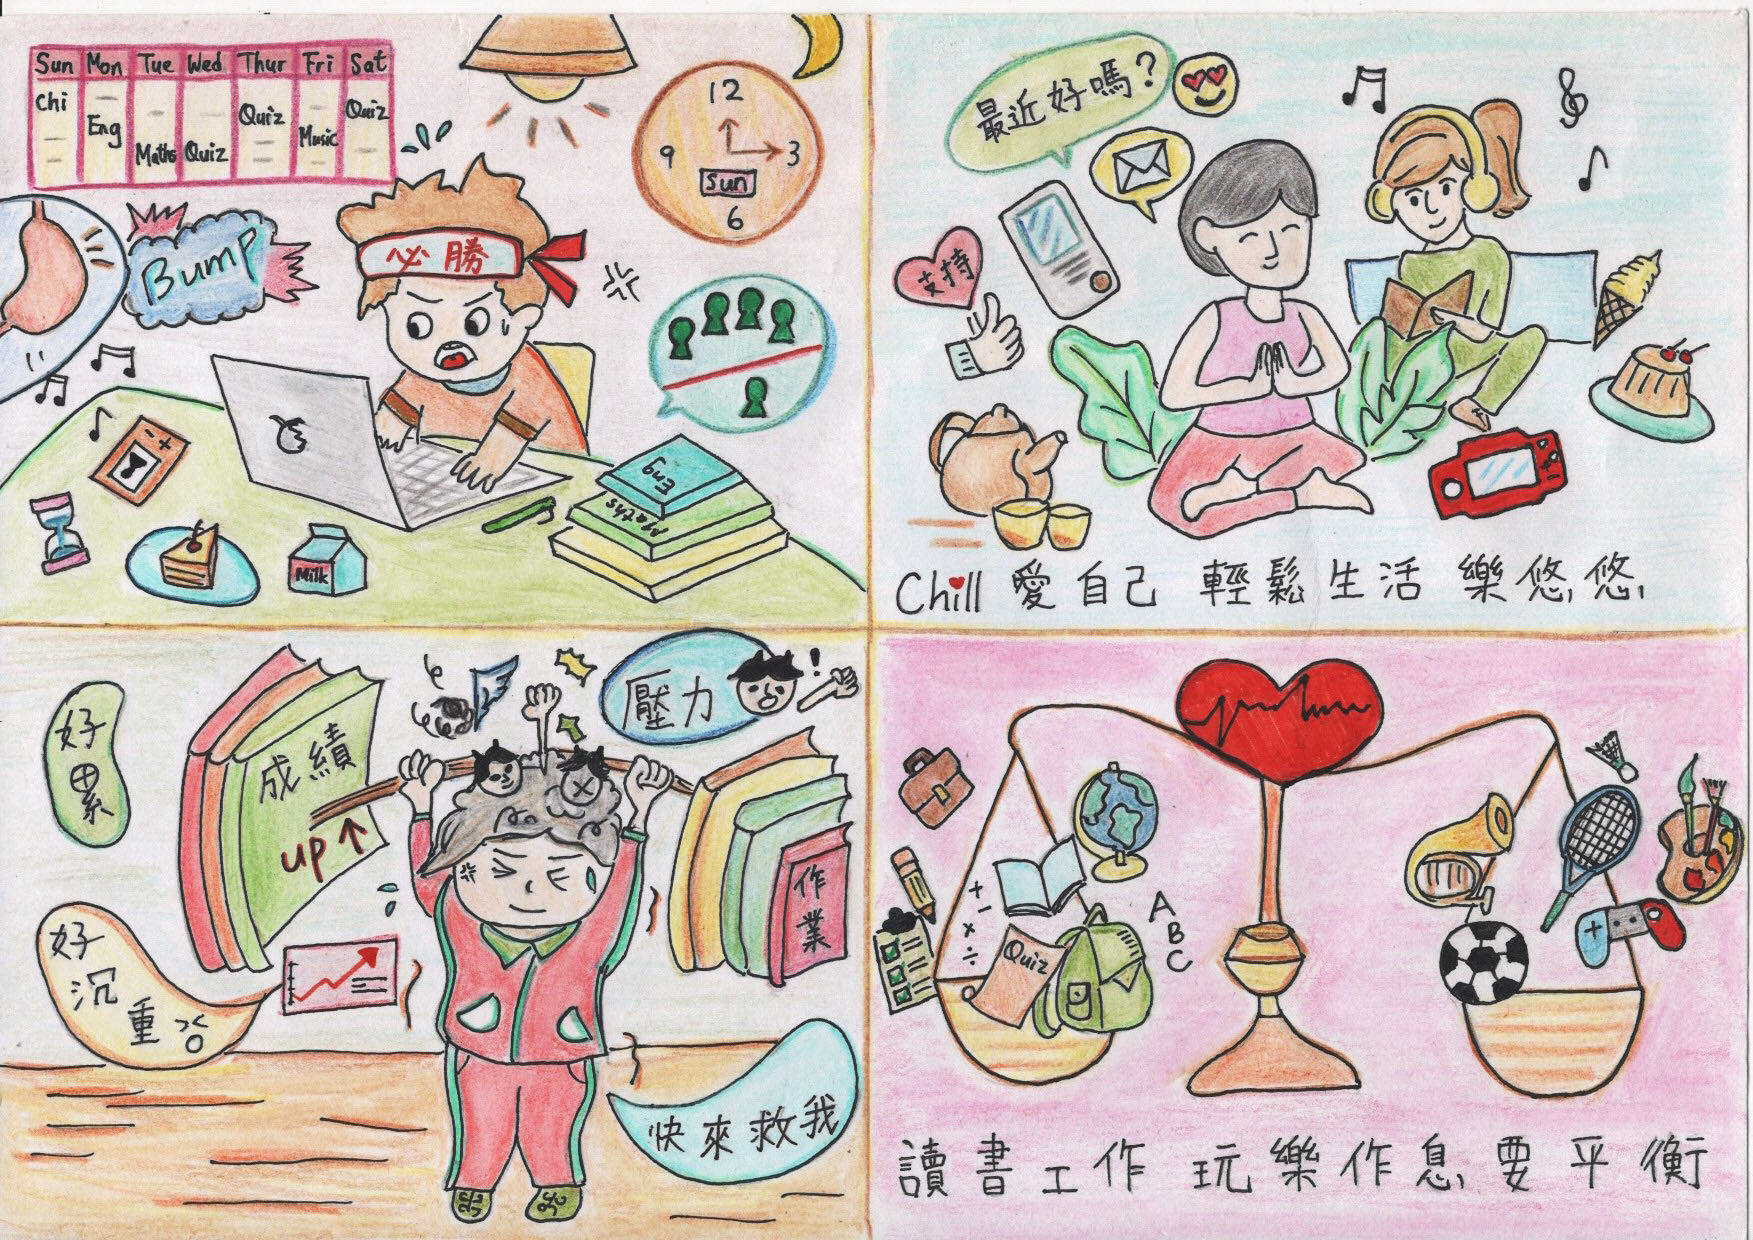 Sun Mon Tue Wed Thur Fri Sat
Chi
Eng
Maths
Quiz
Quiz
Music
Quiz
12
9
3
sun
6
Bump
必勝
Eng
Maths
Milk
最近好嗎？
支持
Chill 愛自己 輕鬆生活 樂悠悠
好累
成績
up↑
壓力
!
作業
好沉重
快來救我
+
-
×
÷
Quiz
A
B
C
讀書工作 玩樂作息要平衡